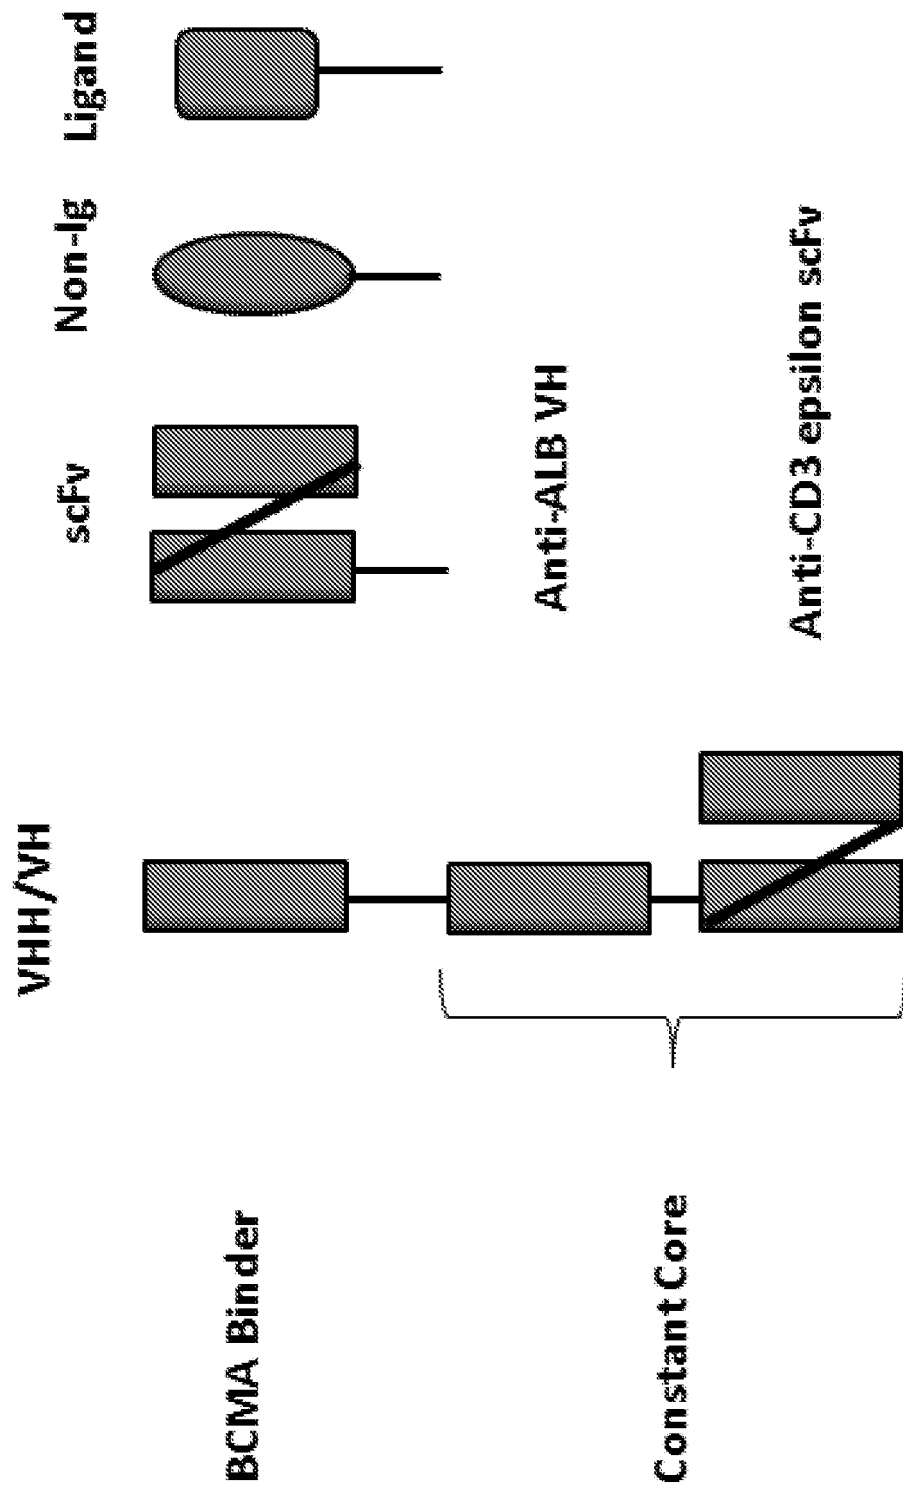 VHH/VH
scFv
Non-Ig
Ligand
BCMA Binder
Anti-ALB VH
Constant Core
Anti-CD3 epsilon scFv